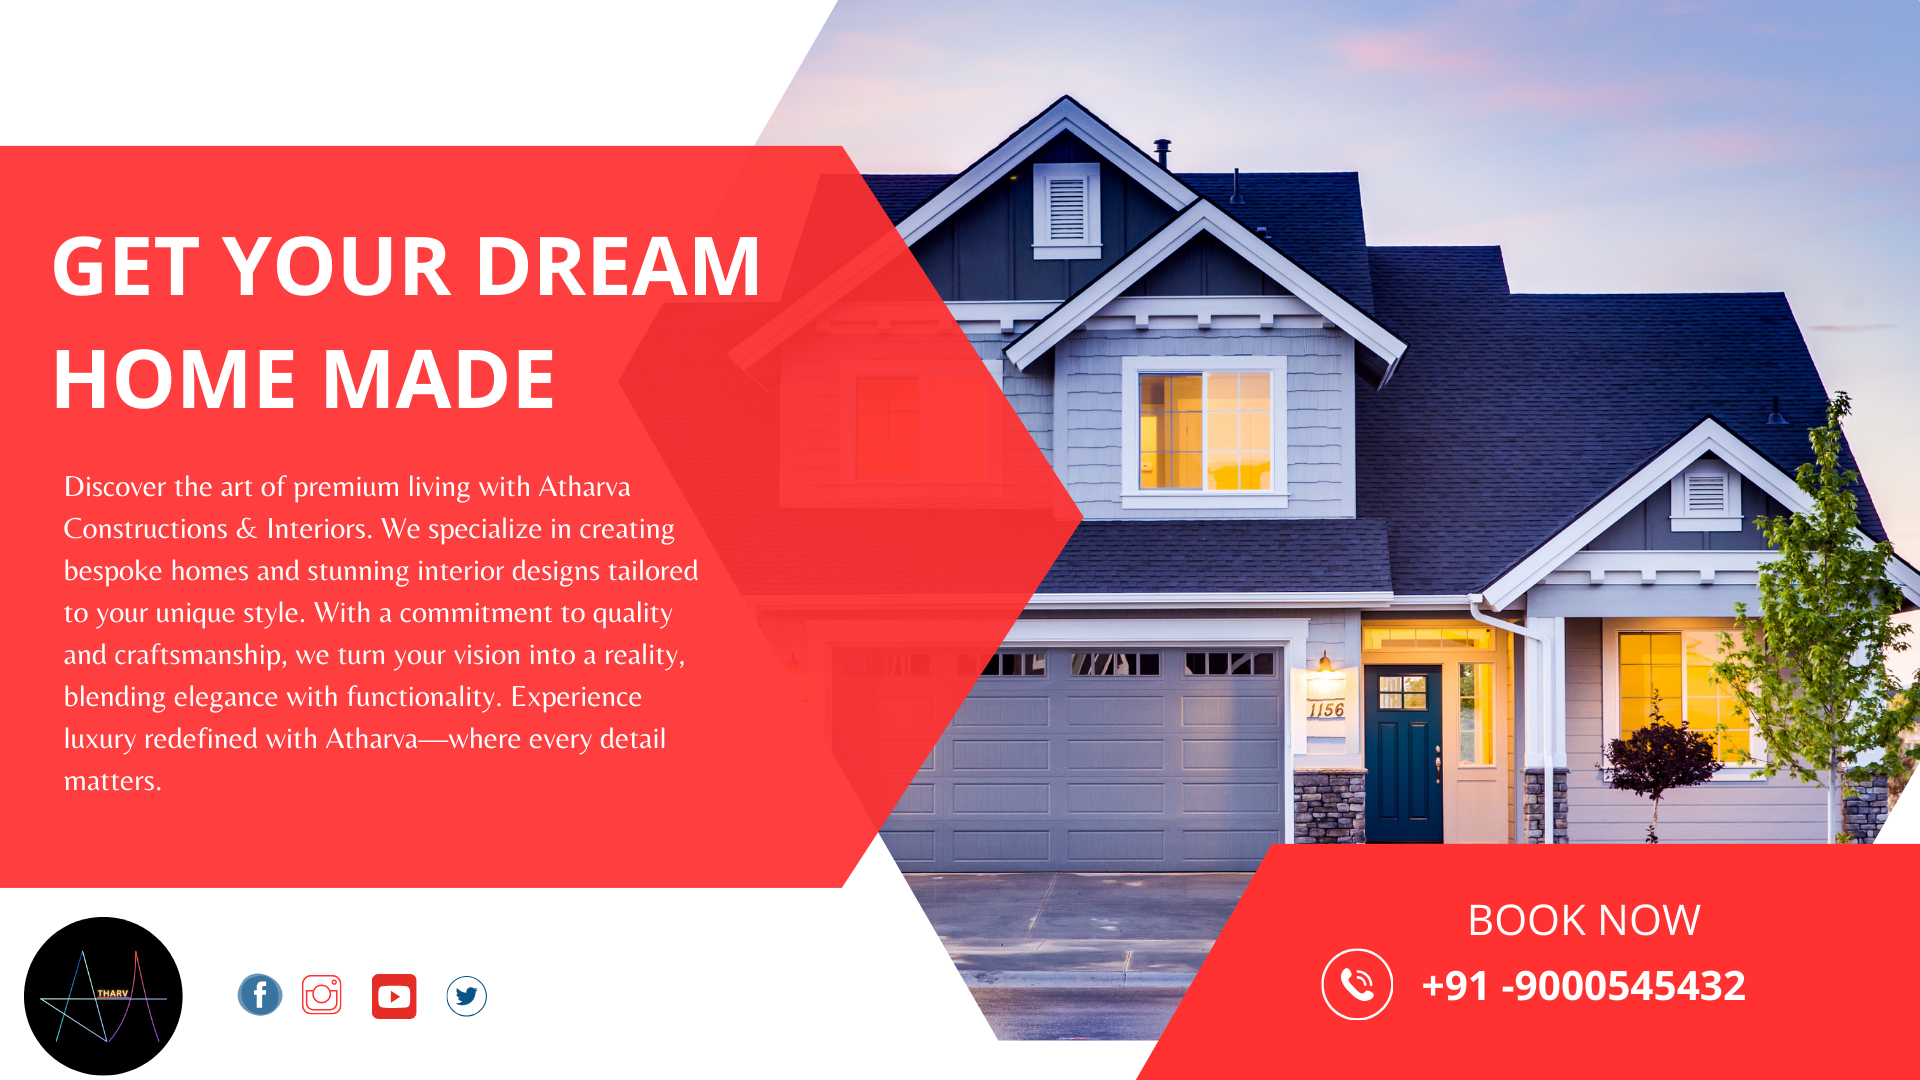 GET YOUR DREAM
HOME MADE
Discover the art of premium living with Atharva
Constructions & Interiors. We specialize in creating
bespoke homes and stunning interior designs tailored
to your unique style. With a commitment to quality
and craftsmanship, we turn your vision into a reality,
blending elegance with functionality. Experience
luxury redefined with Atharva—where every detail
matters.
1156
THARV
BOOK NOW
+91 -9000545432